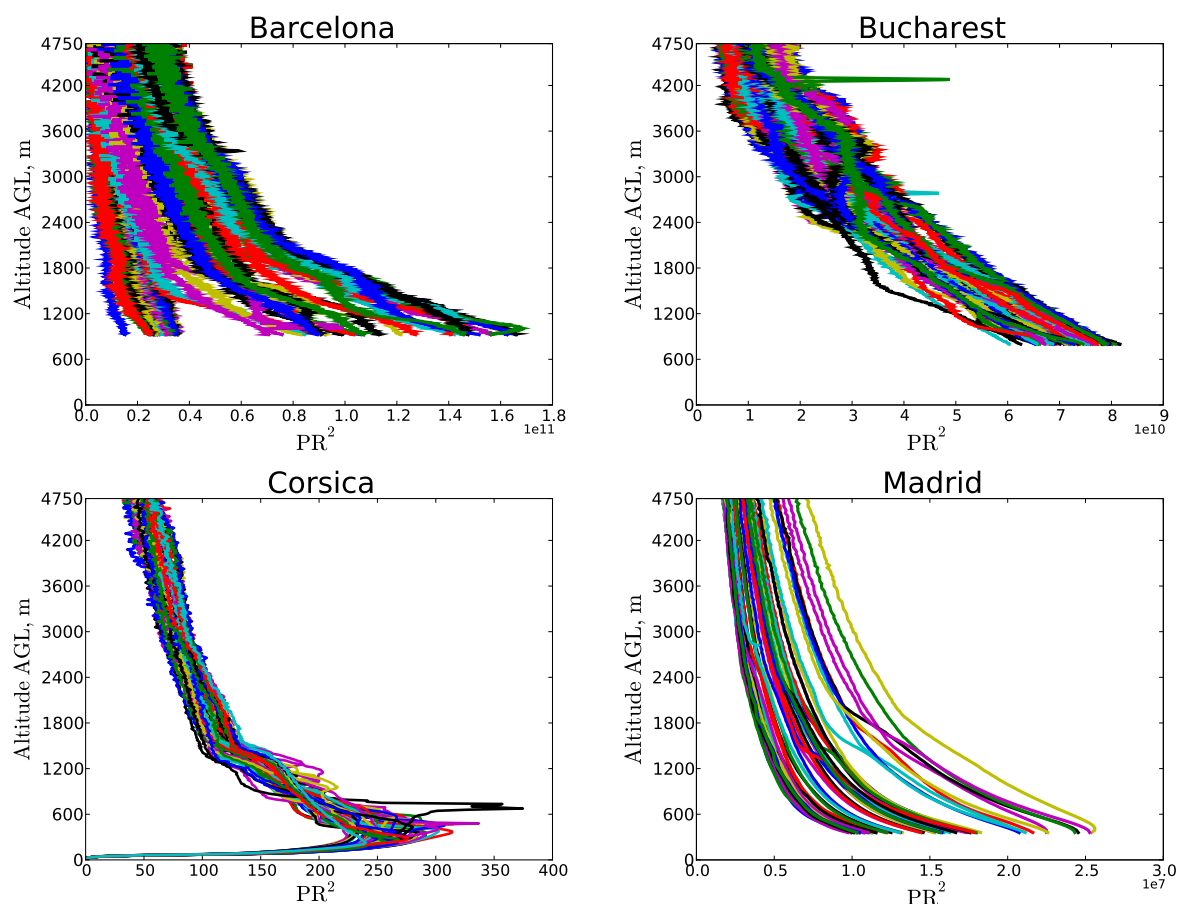 Barcelona
4750
4200
3600
3000
2400
1800
1200
600
0
Altitude AGL, m
0.0 0.2 0.4 0.6 0.8 1.0 1.2 1.4 1.6 1.8
1e11
PR²
Bucharest
4750
4200
3600
3000
2400
1800
1200
600
0
Altitude AGL, m
0 1 2 3 4 5 6 7 8 9
1e10
PR²
Corsica
4750
4200
3600
3000
2400
1800
1200
600
0
Altitude AGL, m
0 50 100 150 200 250 300 350 400
PR²
Madrid
4750
4200
3600
3000
2400
1800
1200
600
0
Altitude AGL, m
0.0 0.5 1.0 1.5 2.0 2.5 3.0
1e7
PR²